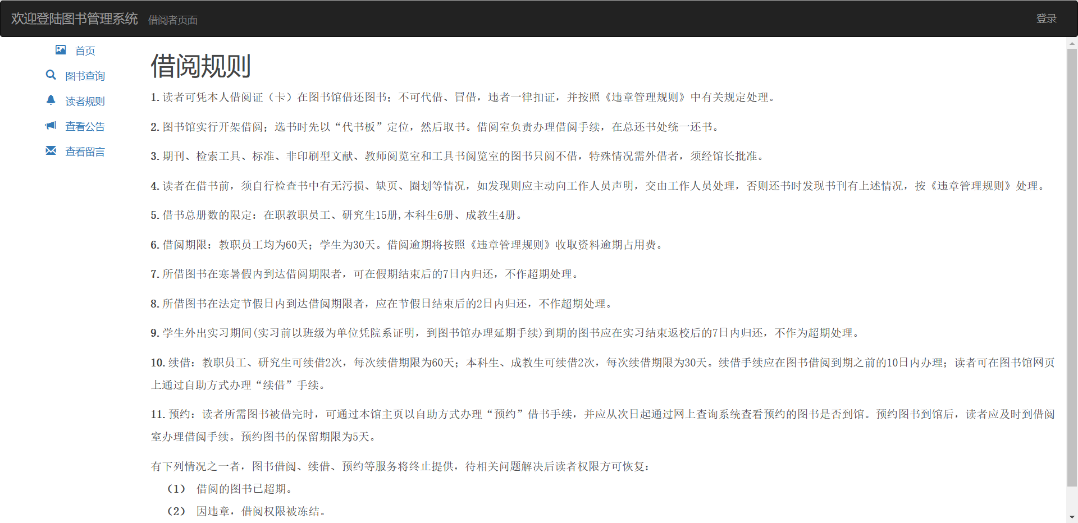 欢迎登陆图书管理系统 借阅者页面 登录
首页
图书查询
读者规则
查看公告
查看留言
借阅规则
1. 读者可凭本人借阅证（卡）在图书馆借还图书；不可代借、冒借，违者一律扣证，并按照《违章管理规则》中有关规定处理。
2. 图书馆实行开架借阅；选书时先以“代书板”定位，然后取书。借阅室负责办理借阅手续，在总还书处统一还书。
3. 期刊、检索工具、标准、非印刷型文献、教师阅览室和工具书阅览室的图书只阅不借，特殊情况需外借者，须经馆长批准。
4. 读者在借书前，须自行检查书中有无污损、缺页、圈划等情况，如发现则应主动向工作人员声明，交由工作人员处理，否则还书时发现书刊有上述情况，按《违章管理规则》处理。
5. 借书总册数的限定：在职教职员工、研究生15册,本科生6册、成教生4册。
6. 借阅期限：教职员工均为60天；学生为30天。借阅逾期将按照《违章管理规则》收取资料逾期占用费。
7. 所借图书在寒暑假内到达借阅期限者，可在假期结束后的7日内归还，不作超期处理。
8. 所借图书在法定节假日内到达借阅期限者，应在节假日结束后的2日内归还，不作超期处理。
9. 学生外出实习期间(实习前以班级为单位凭院系证明，到图书馆办理延期手续)到期的图书应在实习结束返校后的7日内归还，不作为超期处理。
10. 续借：教职员工、研究生可续借2次，每次续借期限为60天；本科生、成教生可续借2次，每次续借期限为30天。续借手续应在图书借阅到期之前的10日内办理；读者可在图书馆网页
上通过自助方式办理“续借”手续。
11. 预约：读者所需图书被借完时，可通过本馆主页以自助方式办理“预约”借书手续，并应从次日起通过网上查询系统查看预约的图书是否到馆。预约图书到馆后，读者应及时到借阅
室办理借阅手续。预约图书的保留期限为5天。
有下列情况之一者，图书借阅、续借、预约等服务将终止提供，待相关问题解决后读者权限方可恢复：
（1） 借阅的图书已超期。
（2） 因违章，借阅权限被冻结。